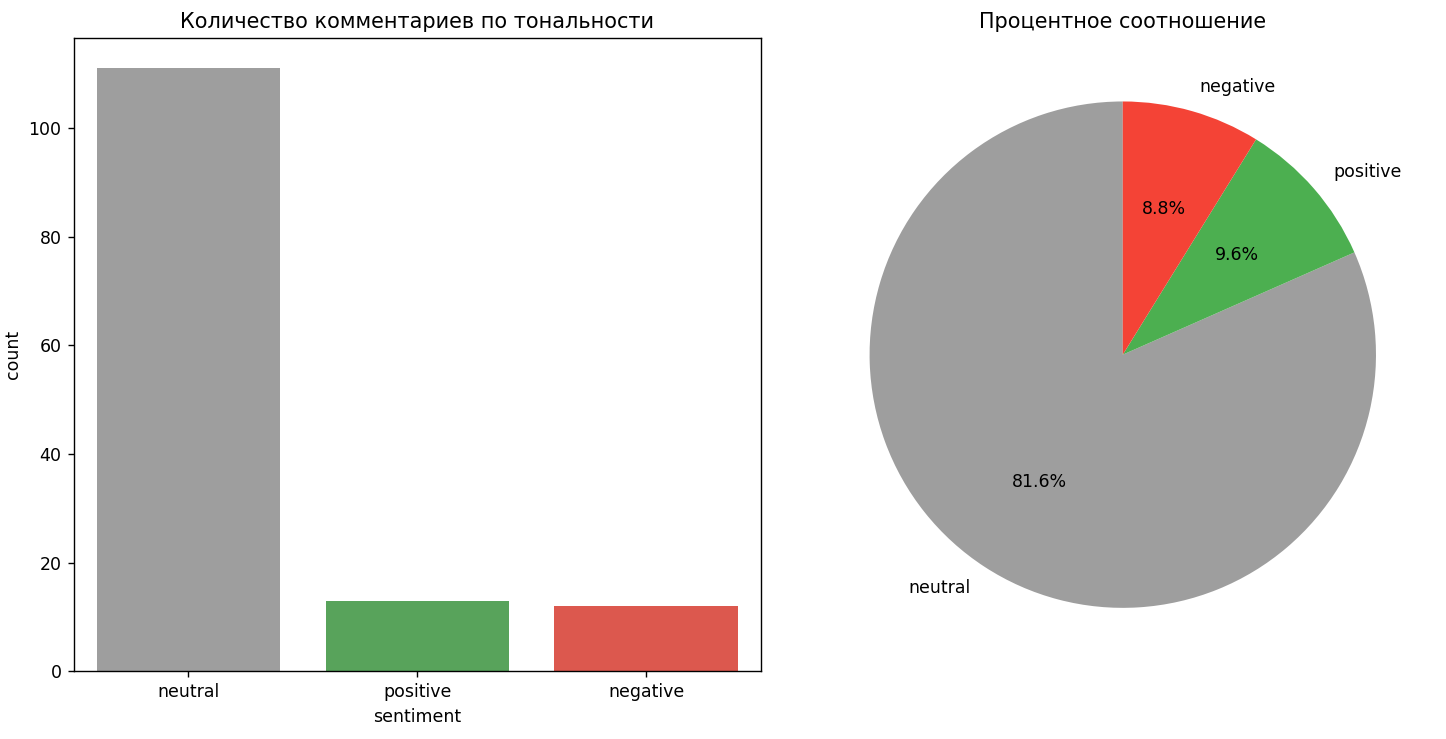 Количество комментариев по тональности
count
100
80
60
40
20
0
neutral positive negative
sentiment
Процентное соотношение
negative
positive
8.8%
9.6%
81.6%
neutral